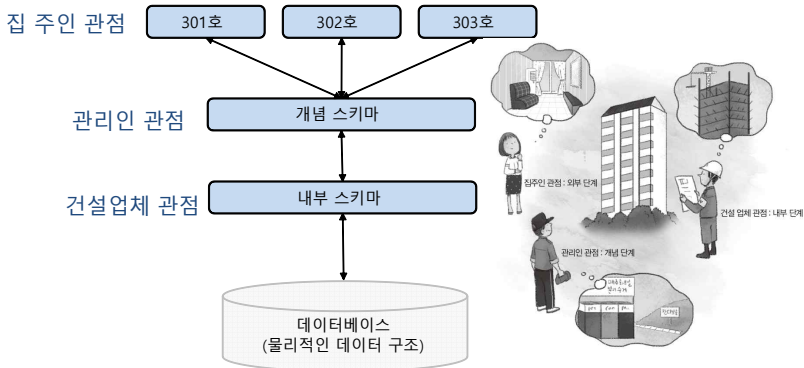 집 주인 관점
301호
302호
303호
관리인 관점
개념 스키마
건설업체 관점
내부 스키마
데이터베이스
(물리적인 데이터 구조)
집주인 관점 : 외부 단계
건설 업체 관점 : 내부 단계
관리인 관점 : 개념 단계